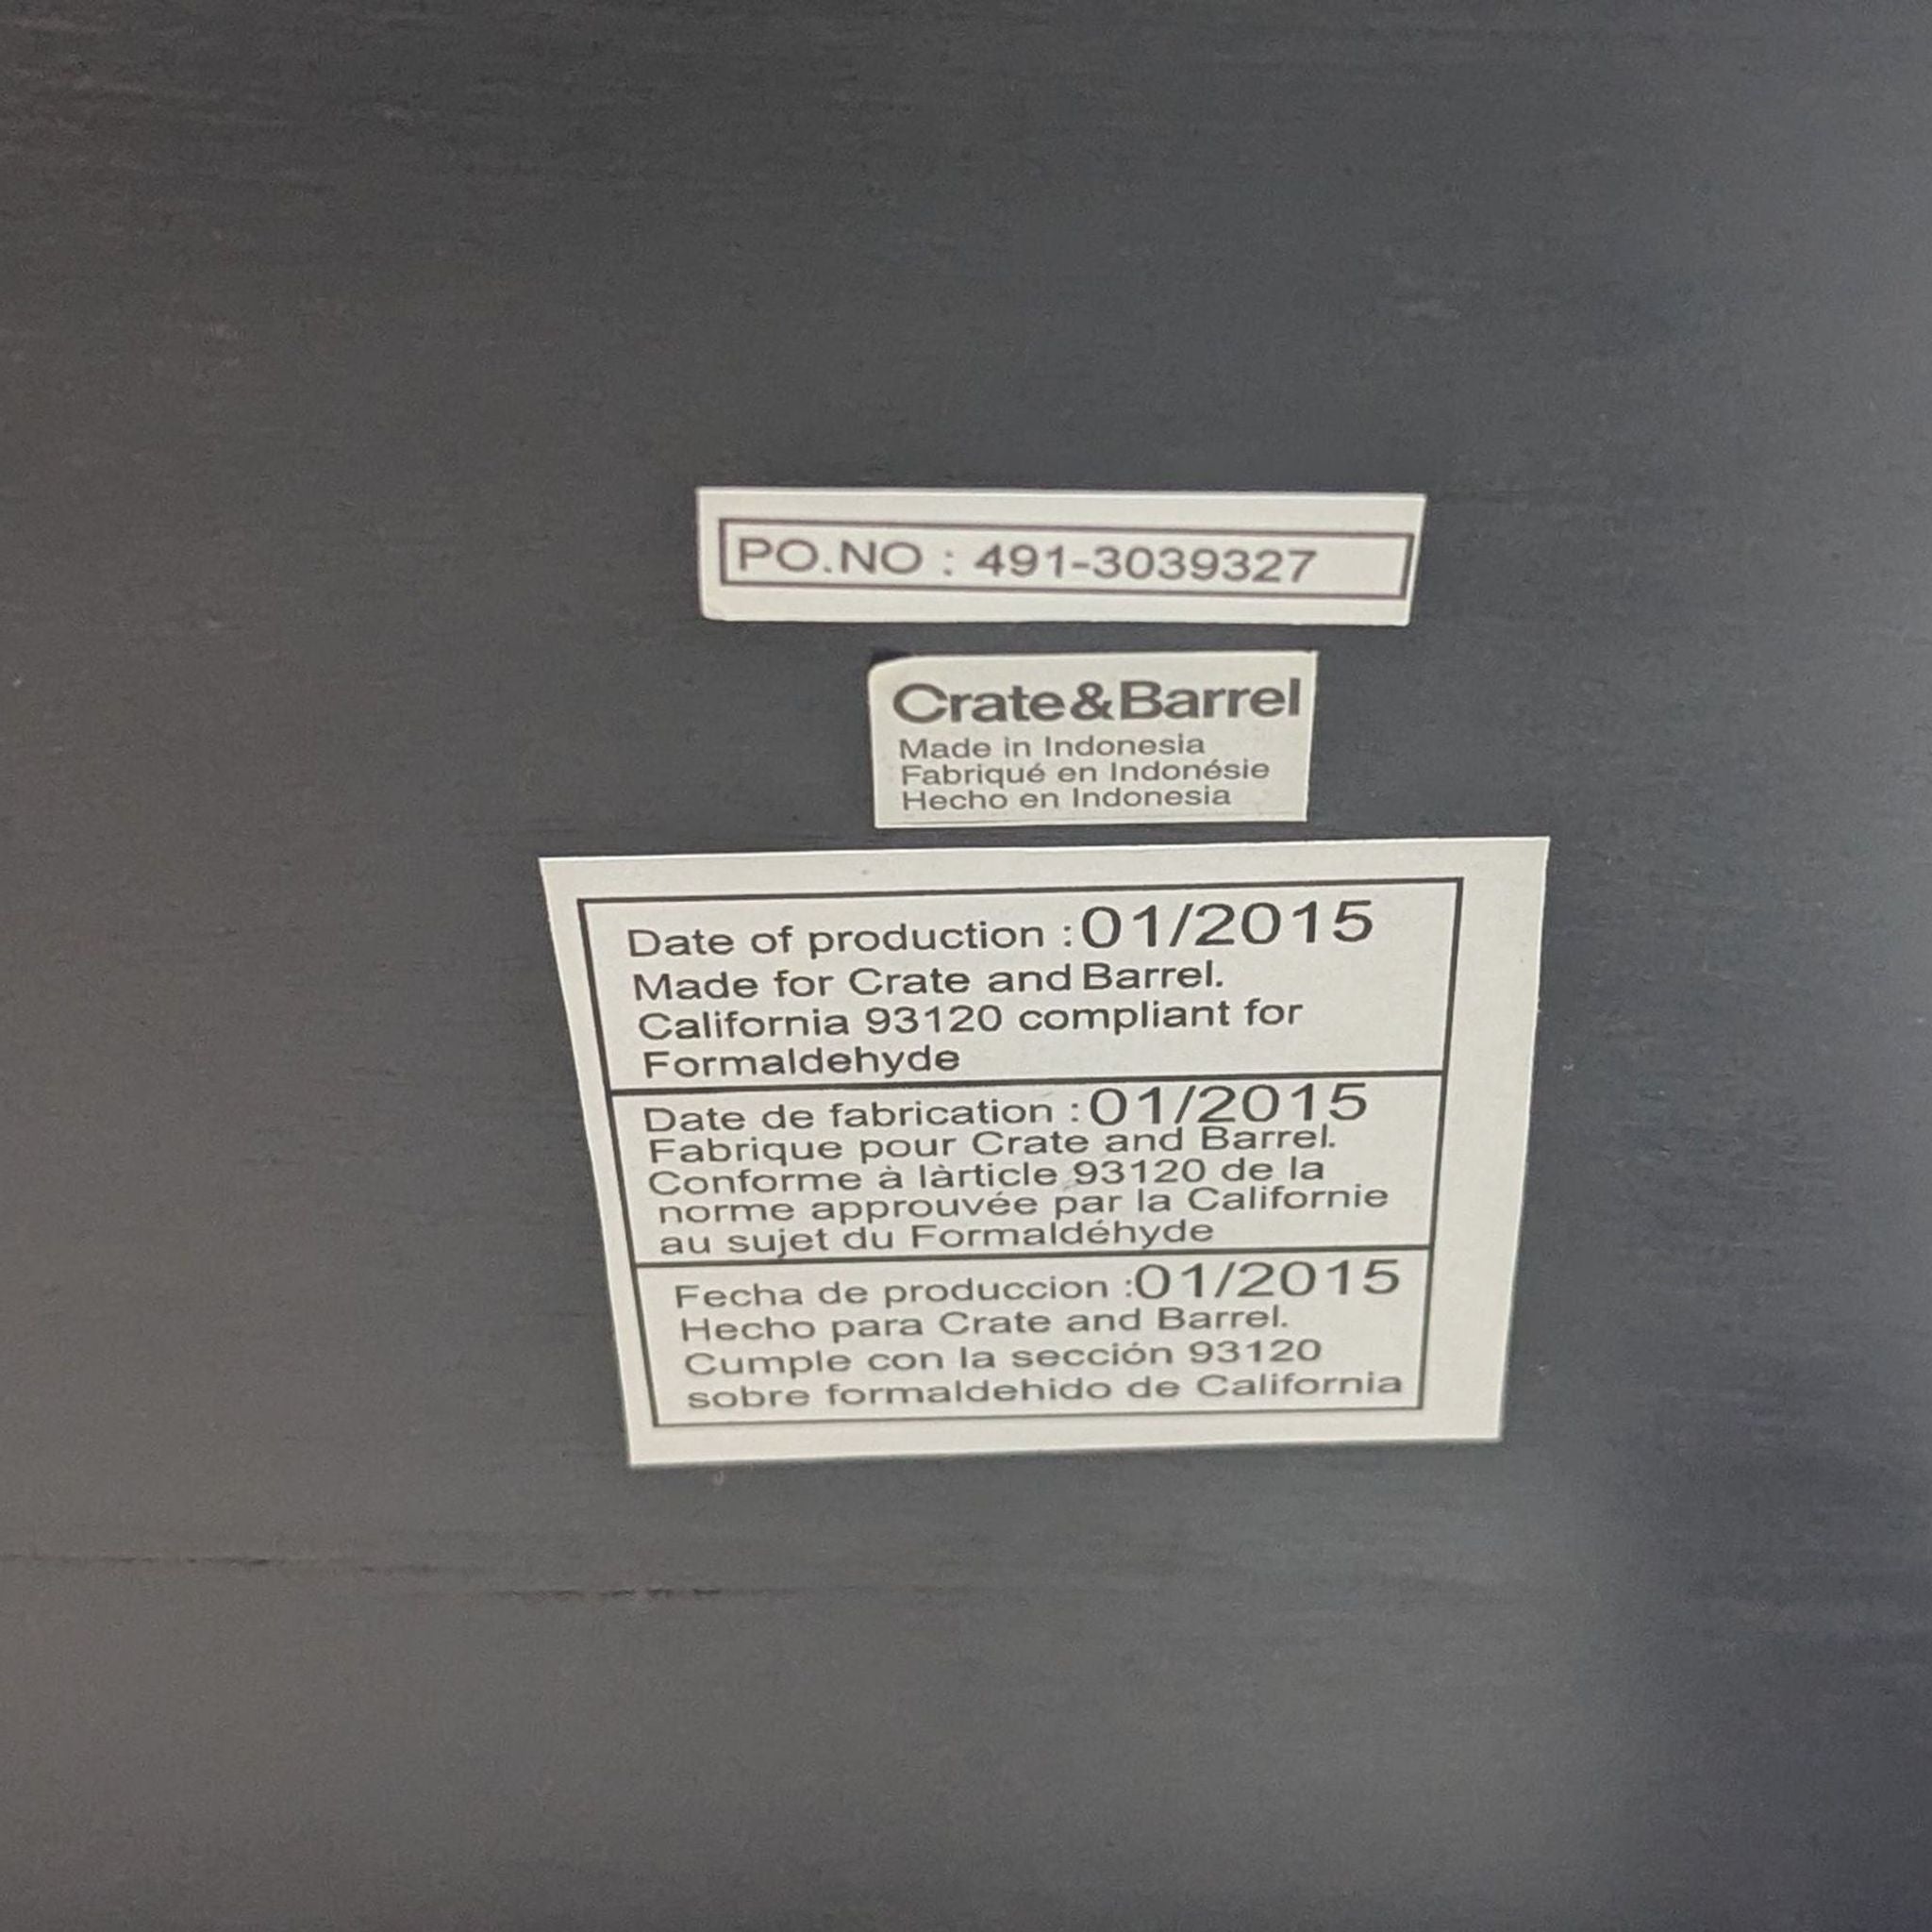 PO.NO : 491-3039327
Crate&Barrel
Made in Indonesia
Fabriqué en Indonésie
Hecho en Indonesia
Date of production :01/2015
Made for Crate and Barrel.
California 93120 compliant for
Formaldehyde
Date de fabrication :01/2015
Fabrique pour Crate and Barrel.
Conforme à làrticle 93120 de la
norme approuvée par la Californie
au sujet du Formaldéhyde
Fecha de produccion :01/2015
Hecho para Crate and Barrel.
Cumple con la sección 93120
sobre formaldehido de California